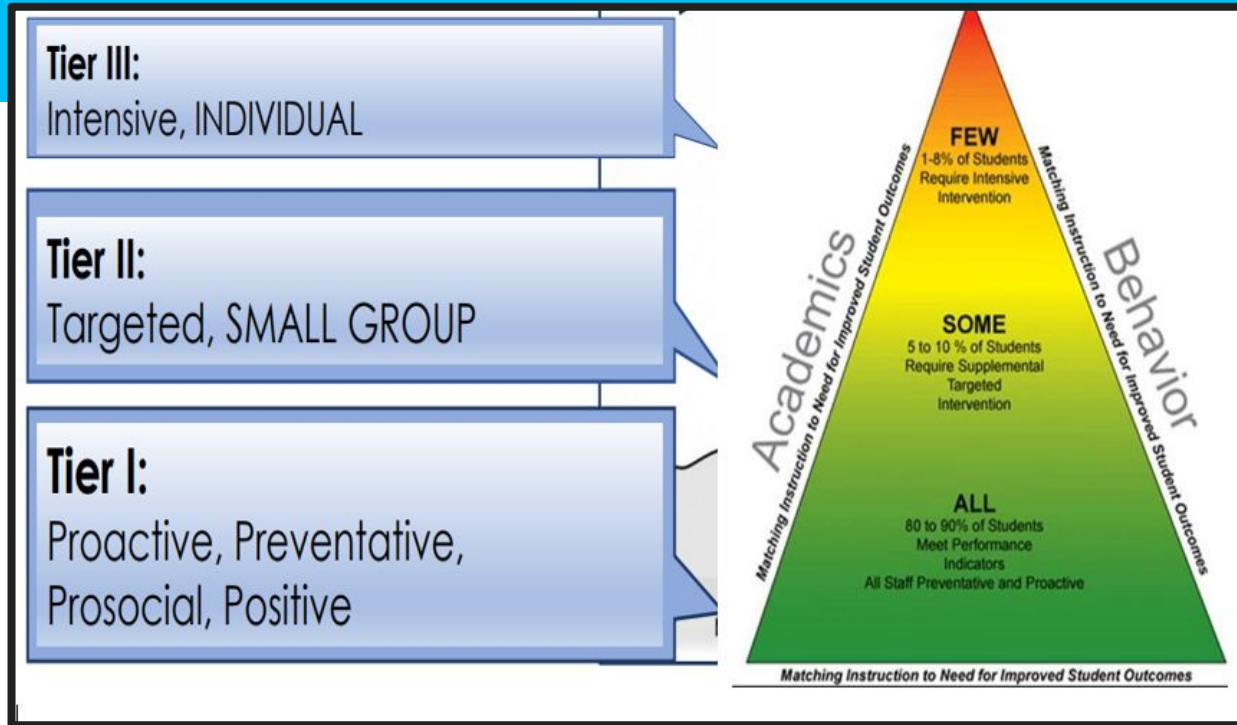 Tier III:
Intensive, INDIVIDUAL
Tier II:
Targeted, SMALL GROUP
Tier I:
Proactive, Preventative,
Prosocial, Positive
FEW
1-8% of Students
Require Intensive
Intervention
SOME
5 to 10 % of Students
Require Supplemental
Targeted
Intervention
ALL
80 to 90% of Students
Meet Performance
Indicators
All Staff Preventative and Proactive
Academics
Matching Instruction to Need for Improved Student Outcomes
Behavior
Matching Instruction to Need for Improved Student Outcomes
Matching Instruction to Need for Improved Student Outcomes